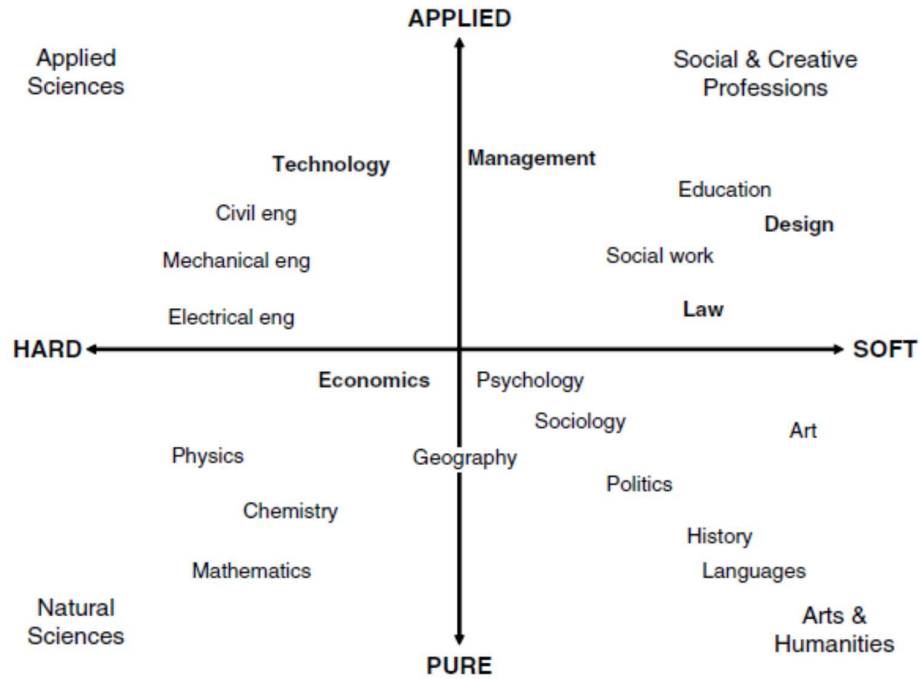 APPLIED
Applied
Sciences
Social & Creative
Professions
Technology
Management
Education
Civil eng
Design
Mechanical eng
Social work
Electrical eng
Law
HARD
SOFT
Economics
Psychology
Sociology
Art
Physics
Geography
Politics
Chemistry
History
Mathematics
Languages
Natural
Sciences
Arts &
Humanities
PURE